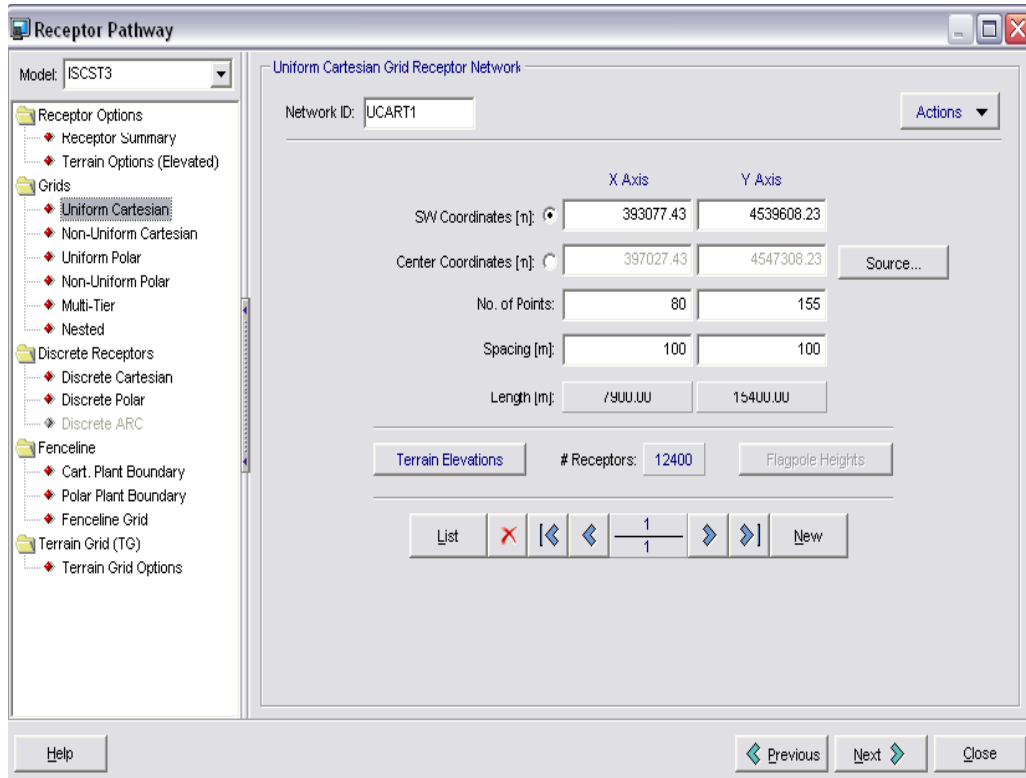 Receptor Pathway
Model: ISCST3
Receptor Options
Receptor Summary
Terrain Options (Elevated)
Grids
Uniform Cartesian
Non-Uniform Cartesian
Uniform Polar
Non-Uniform Polar
Multi-Tier
Nested
Discrete Receptors
Discrete Cartesian
Discrete Polar
Discrete ARC
Fenceline
Cart. Plant Boundary
Polar Plant Boundary
Fenceline Grid
Terrain Grid (TG)
Terrain Grid Options
Uniform Cartesian Grid Receptor Network
Network ID: UCART1
Actions
X Axis Y Axis
SW Coordinates [m]: 393077.43 4539608.23
Center Coordinates [m]: 397027.43 4547308.23 Source...
No. of Points: 80 155
Spacing [m]: 100 100
Length [m]: 7900.00 15400.00
Terrain Elevations # Receptors: 12400 Flagpole Heights
List 1 New
1
Help Previous Next Close